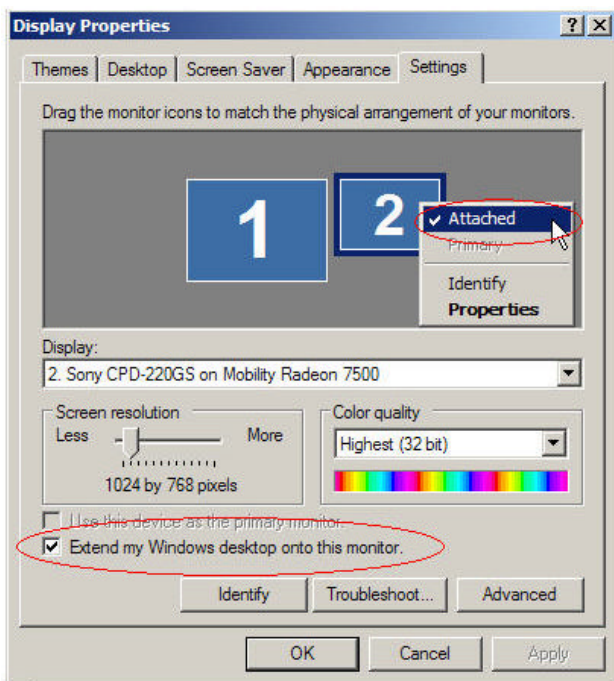 Display Properties
Themes Desktop Screen Saver Appearance Settings
Drag the monitor icons to match the physical arrangement of your monitors.
1
2
Attached
Primary
Identify
Properties
Display:
2. Sony CPD-220GS on Mobility Radeon 7500
Screen resolution
Less More
1024 by 768 pixels
Color quality
Highest (32 bit)
Use this device as the primary monitor.
Extend my Windows desktop onto this monitor.
Identify Troubleshoot... Advanced
OK Cancel Apply